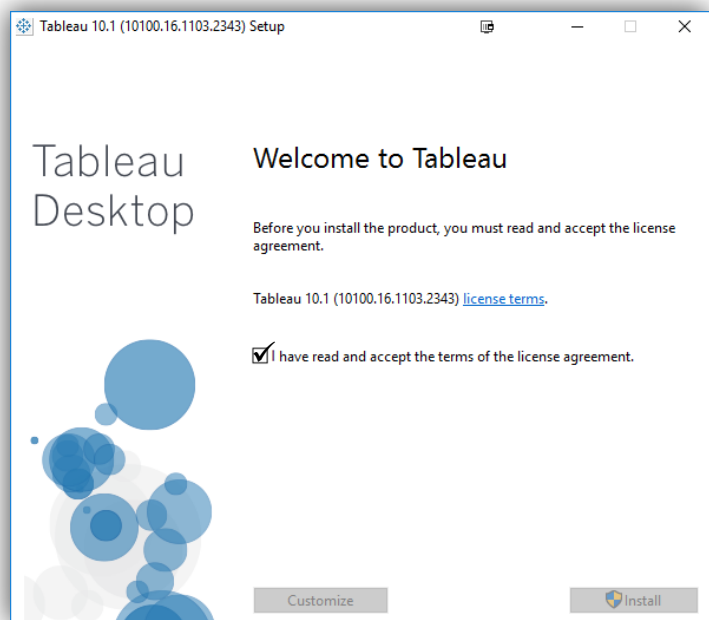 Tableau 10.1 (10100.16.1103.2343) Setup
Tableau
Desktop
Welcome to Tableau
Before you install the product, you must read and accept the license
agreement.
Tableau 10.1 (10100.16.1103.2343) license terms.
I have read and accept the terms of the license agreement.
Customize
Install